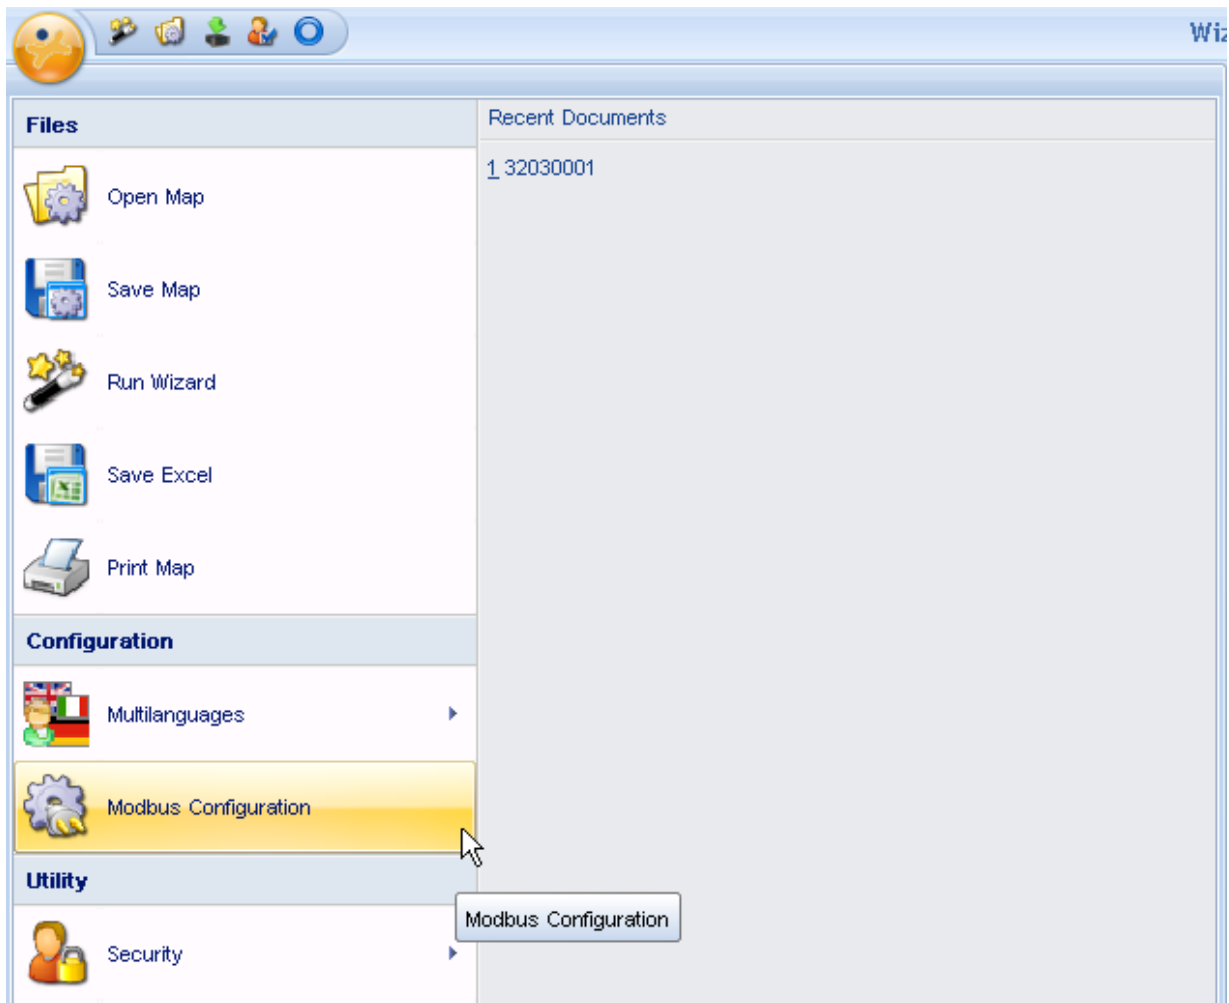 Wiz
Files
Recent Documents
1 32030001
Open Map
Save Map
Run Wizard
Save Excel
Print Map
Configuration
Multilanguages
Modbus Configuration
Utility
Modbus Configuration
Security